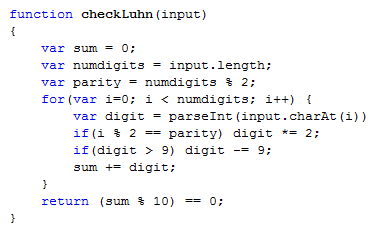 function checkLuhn(input)
{
    var sum = 0;
    var numdigits = input.length;
    var parity = numdigits % 2;
    for(var i=0; i < numdigits; i++) {
        var digit = parseInt(input.charAt(i))
        if(i % 2 == parity) digit *= 2;
        if(digit > 9) digit -= 9;
        sum += digit;
    }
    return (sum % 10) == 0;
}